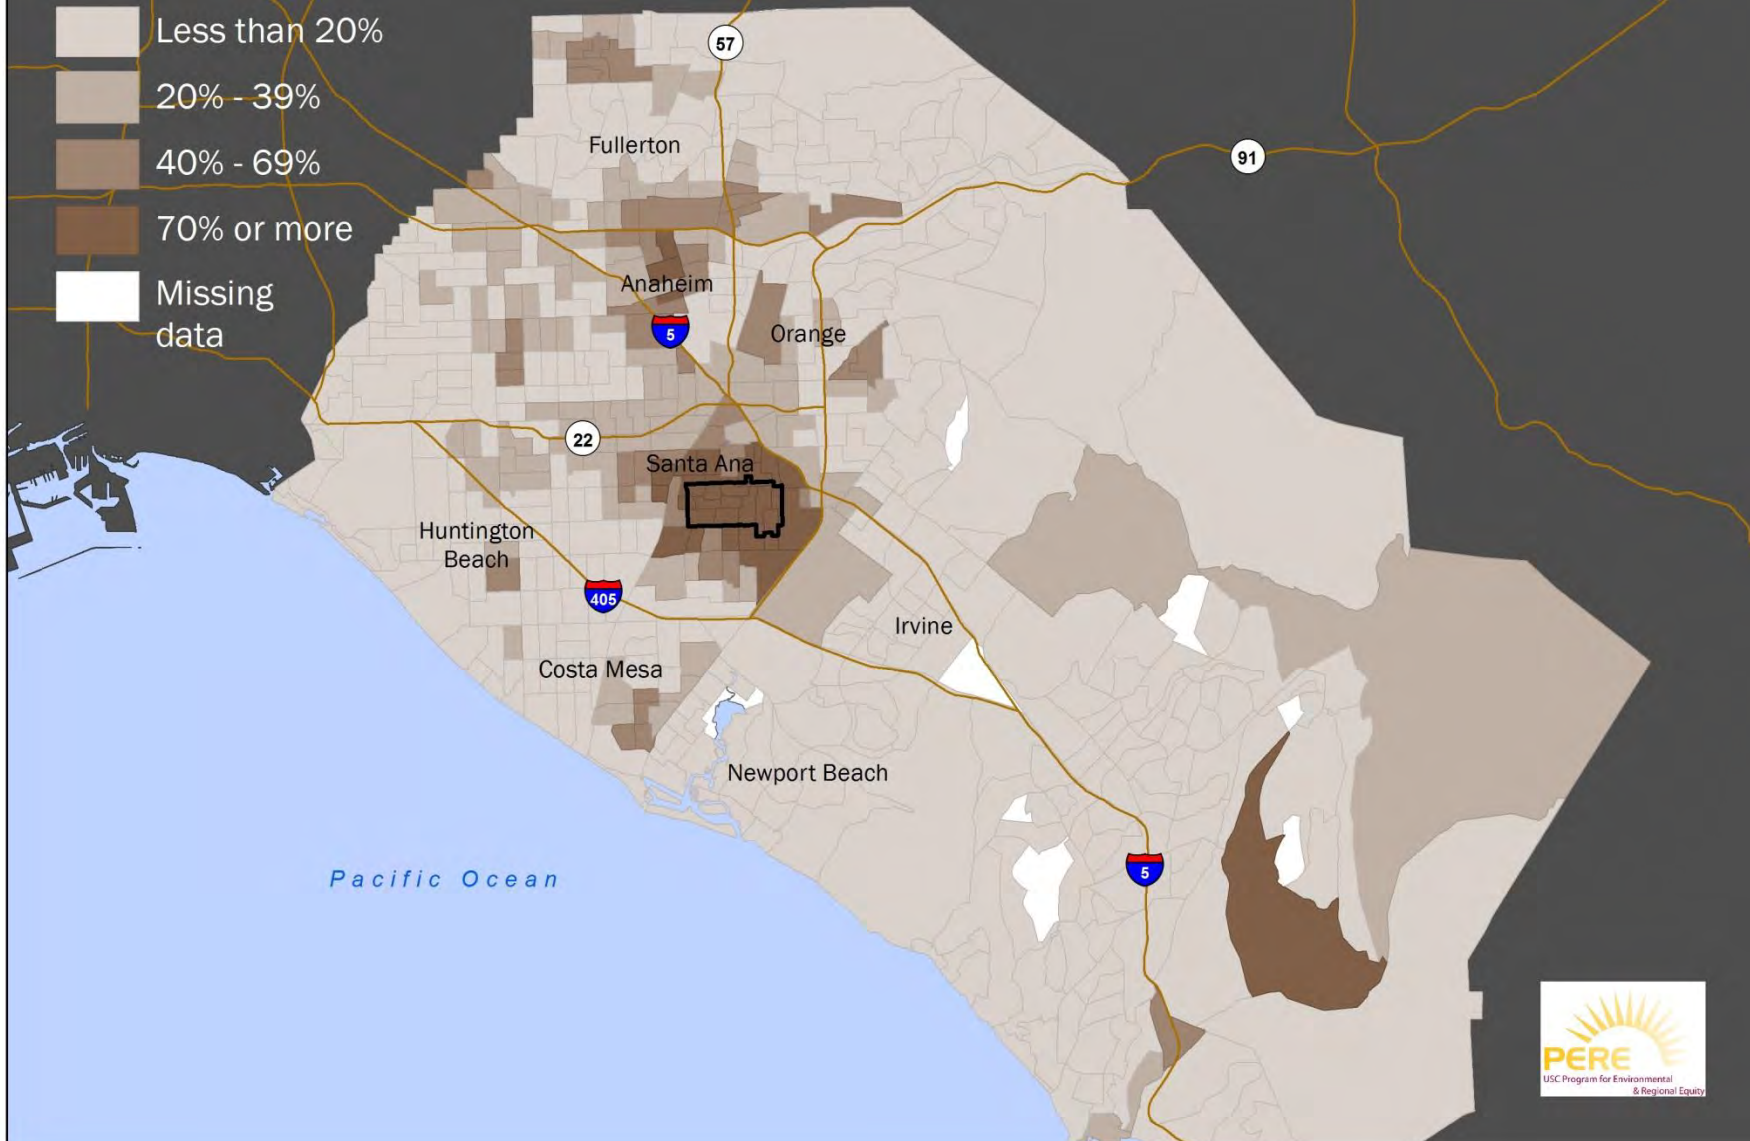 Less than 20%
20% - 39%
40% - 69%
70% or more
Missing
data
57
Fullerton
91
Anaheim
5
Orange
22
Santa Ana
Huntington
Beach
405
Irvine
Costa Mesa
Newport Beach
Pacific Ocean
5
PERE
USC Program for Environmental
& Regional Equity